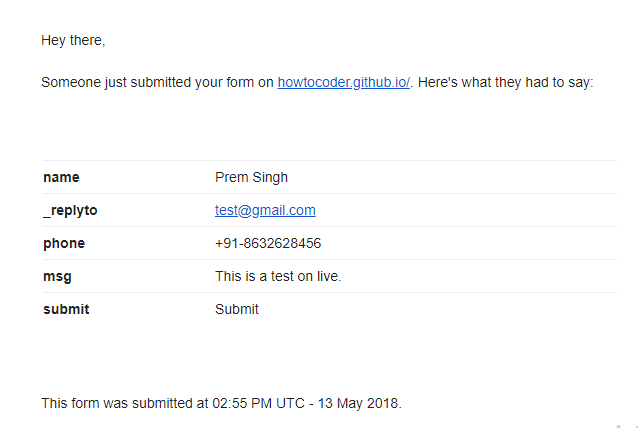 Hey there,
Someone just submitted your form on howtocoder.github.io/. Here's what they had to say:
name Prem Singh
_replyto test@gmail.com
phone +91-8632628456
msg This is a test on live.
submit Submit
This form was submitted at 02:55 PM UTC - 13 May 2018.